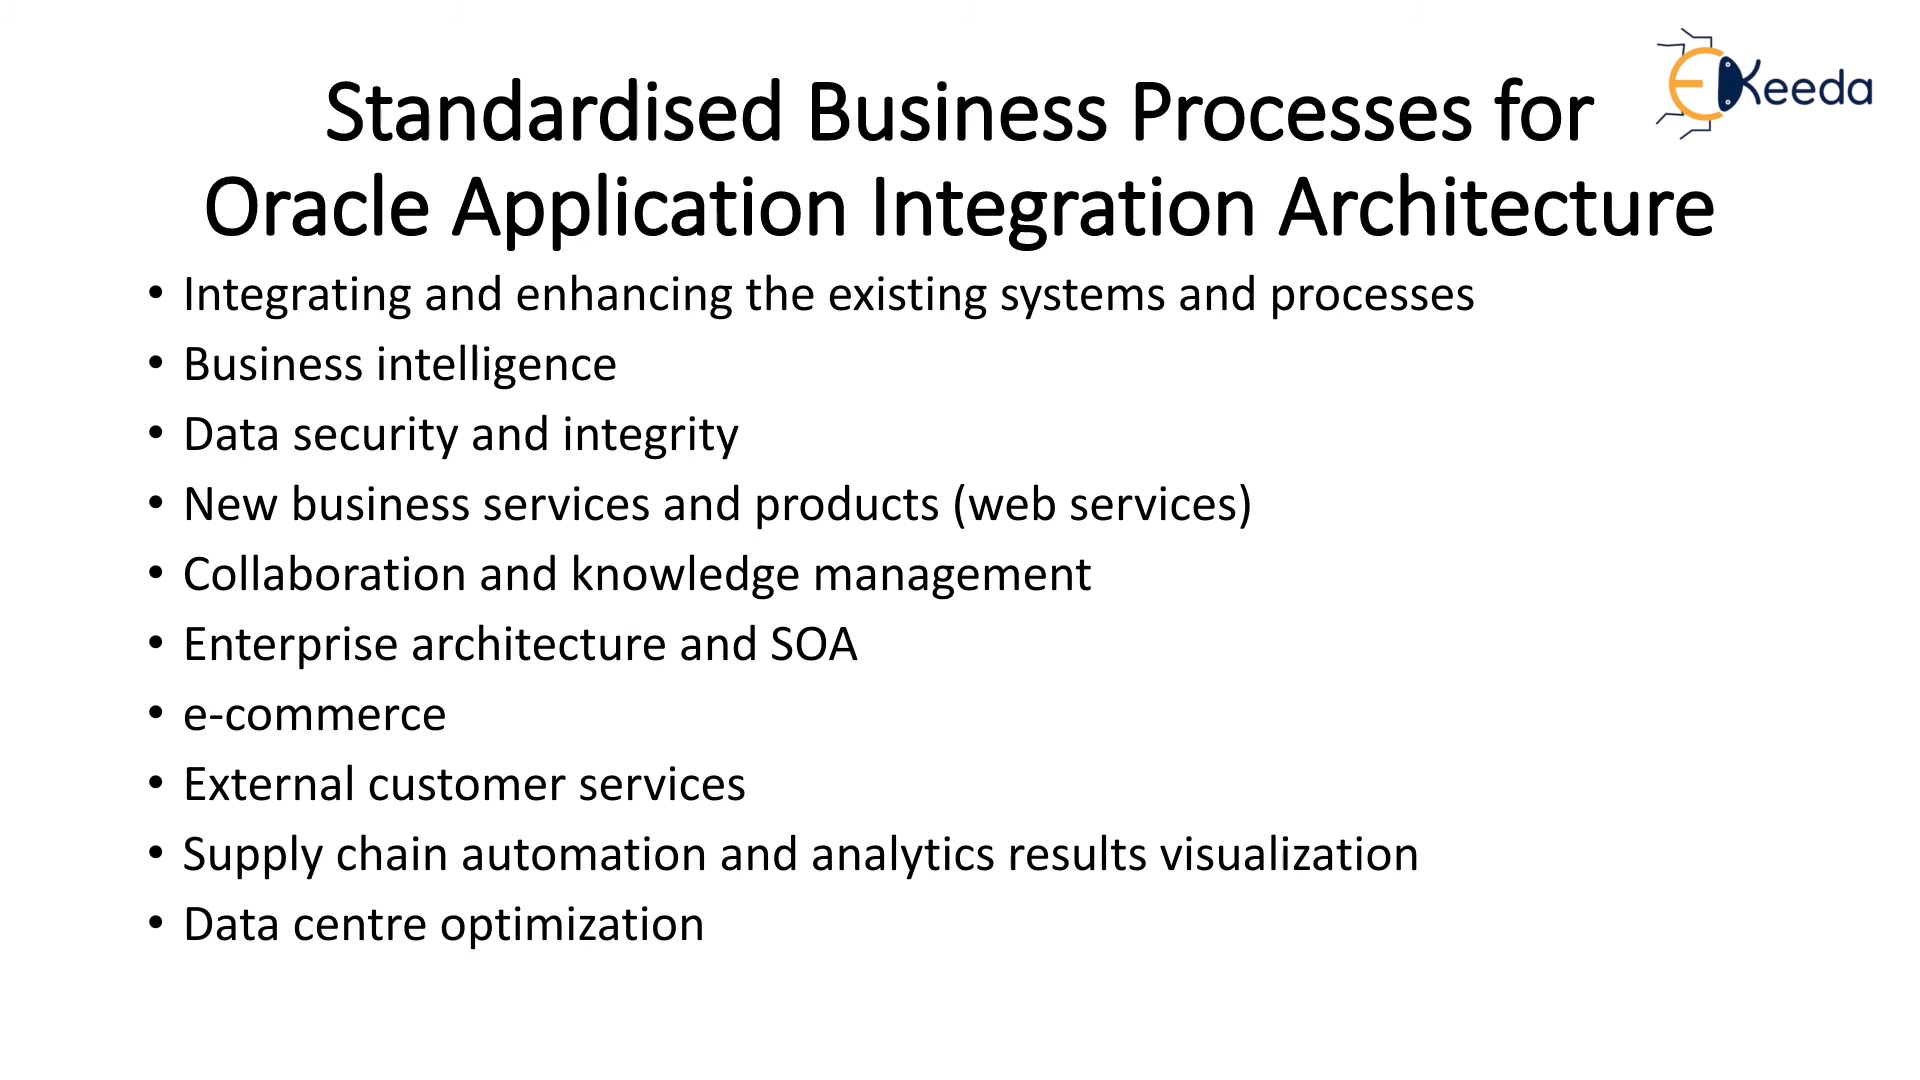 EKeeda
Standardised Business Processes for
Oracle Application Integration Architecture
• Integrating and enhancing the existing systems and processes
• Business intelligence
• Data security and integrity
• New business services and products (web services)
• Collaboration and knowledge management
• Enterprise architecture and SOA
• e-commerce
• External customer services
• Supply chain automation and analytics results visualization
• Data centre optimization